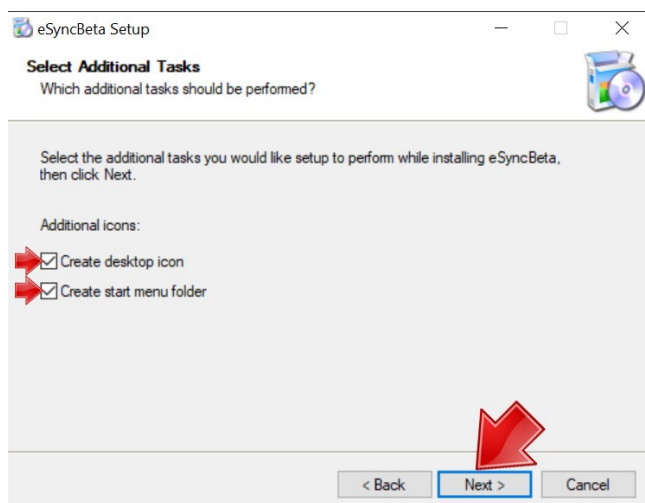 eSyncBeta Setup
Select Additional Tasks
Which additional tasks should be performed?
Select the additional tasks you would like setup to perform while installing eSyncBeta,
then click Next.
Additional icons:
Create desktop icon
Create start menu folder
< Back
Next >
Cancel